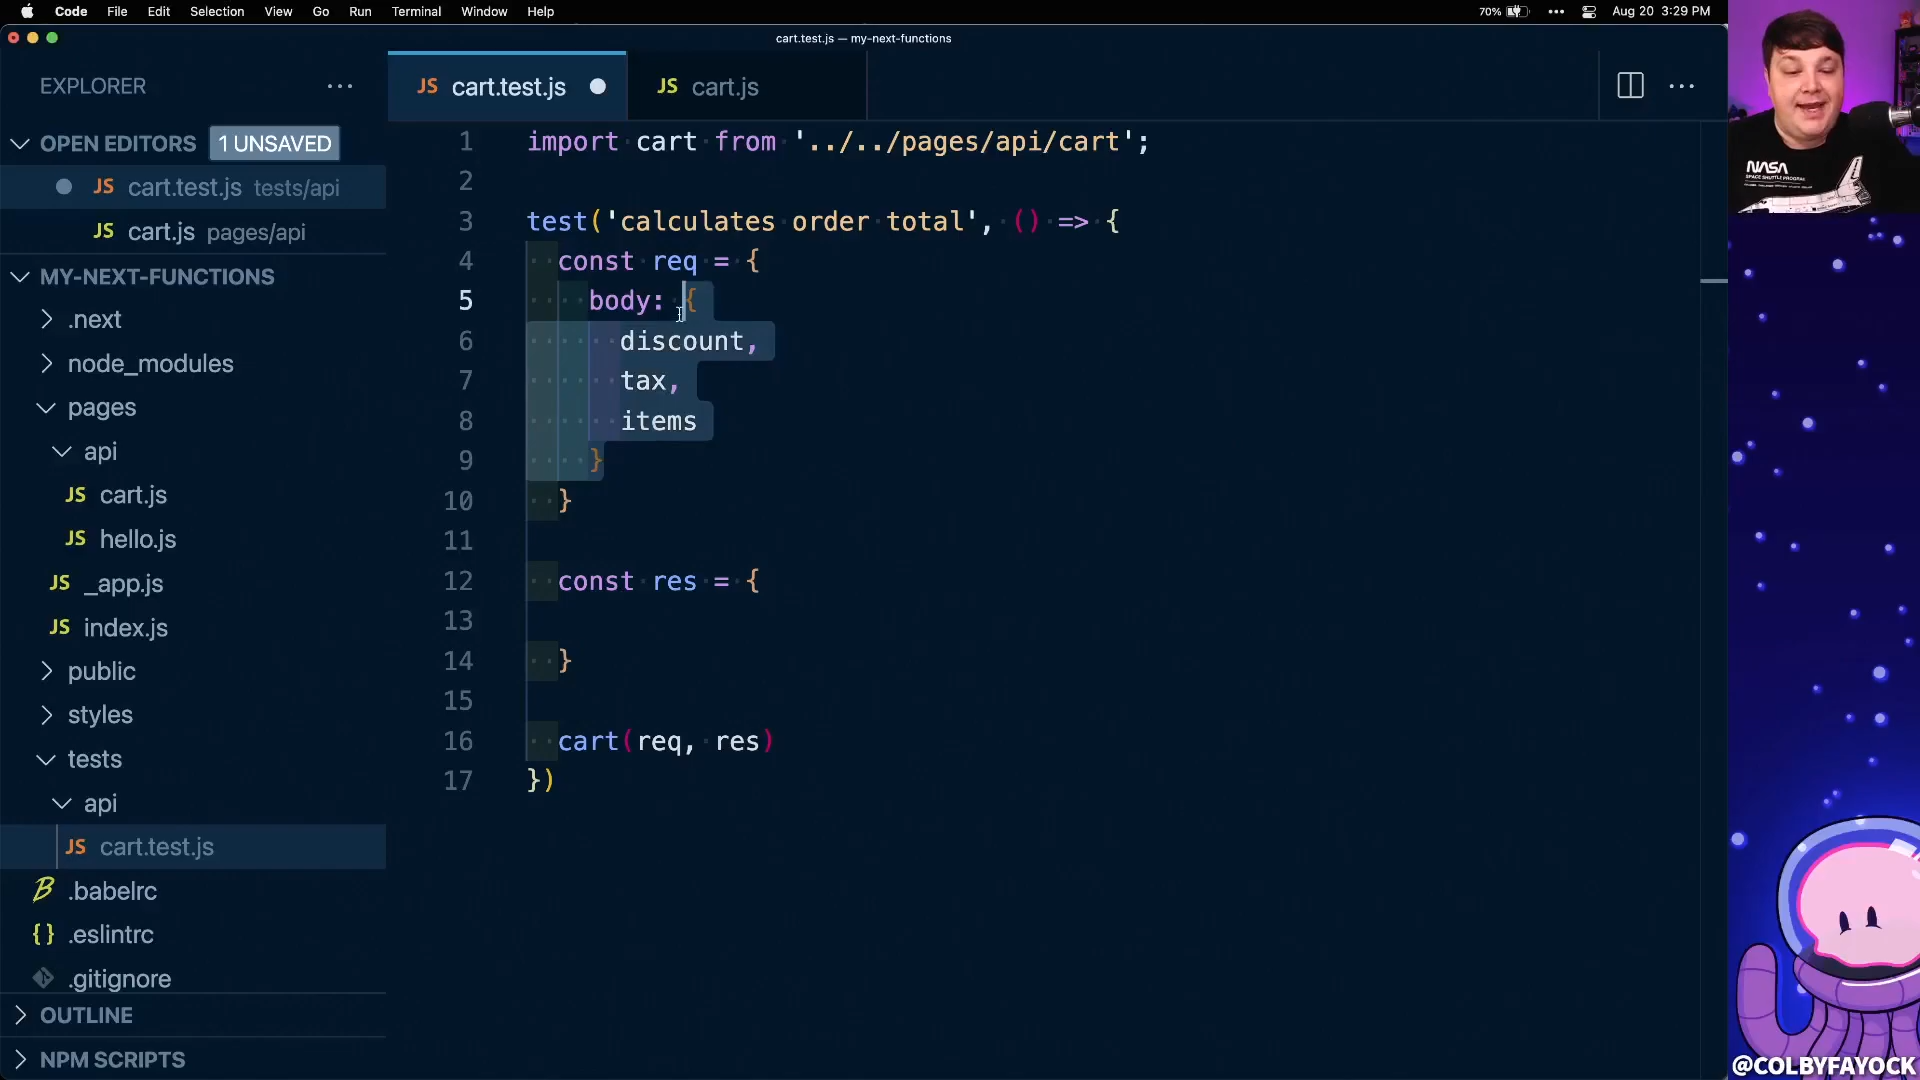 Code File Edit Selection View Go Run Terminal Window Help 70% Aug 20 3:29 PM
cart.test.js — my-next-functions
EXPLORER
JS cart.test.js
JS cart.js
OPEN EDITORS 1 UNSAVED
JS cart.test.js tests/api
JS cart.js pages/api
MY-NEXT-FUNCTIONS
.next
node_modules
pages
api
JS cart.js
JS hello.js
JS _app.js
JS index.js
public
styles
tests
api
JS cart.test.js
.babelrc
{} .eslintrc
.gitignore
OUTLINE
NPM SCRIPTS
1 import cart from '../../pages/api/cart';
2
3 test('calculates order total', () => {
4 const req = {
5 body: {
6 discount,
7 tax,
8 items
9 }
10 }
11
12 const res = {
13
14 }
15
16 cart(req, res)
17 })
NASA
SPACE SHUTTLE PROGRAM
@COLBYFAYOCK